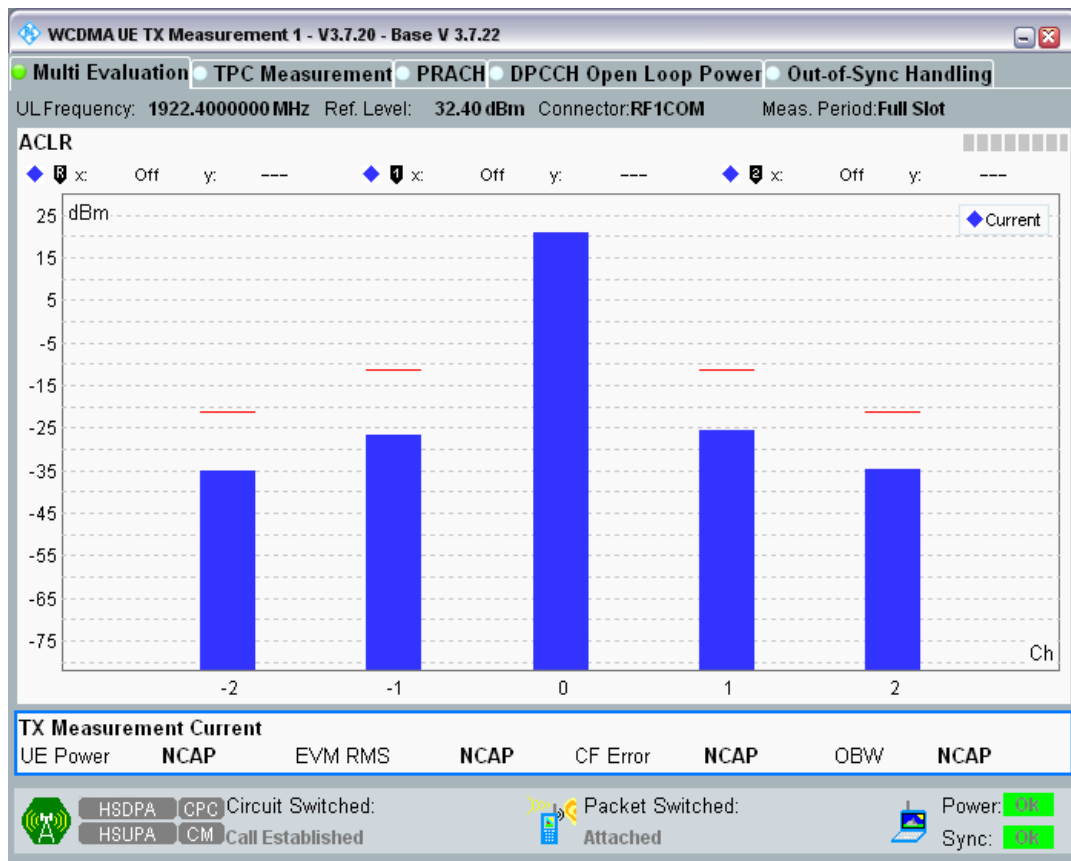 WCDMA UE TX Measurement 1 - V3.7.20 - Base V 3.7.22
Multi Evaluation TPC Measurement PRACH DPCCH Open Loop Power Out-of-Sync Handling
UL Frequency: 1922.4000000 MHz Ref. Level: 32.40 dBm Connector:RF1COM Meas. Period:Full Slot
ACLR
R x: Off y: --- 1 x: Off y: --- 2 x: Off y: ---
dBm
Current
25
15
5
-5
-15
-25
-35
-45
-55
-65
-75
Ch
-2 -1 0 1 2
TX Measurement Current
UE Power NCAP EVM RMS NCAP CF Error NCAP OBW NCAP
HSDPA CPC Circuit Switched: Packet Switched: Power: Ok
HSUPA CM Call Established Attached Sync: Ok